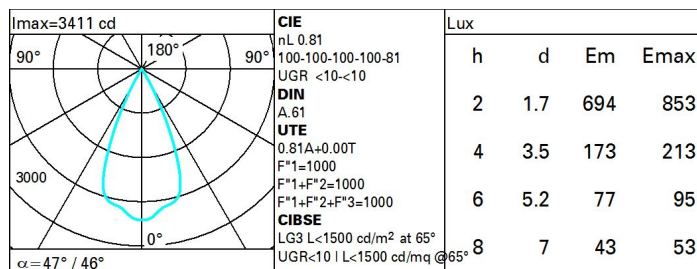 Imax=3411 cd
90°
180°
90°
3000
0°
α=47° / 46°
CIE
nL 0.81
100-100-100-100-81
UGR <10-<10
DIN
A.61
UTE
0.81A+0.00T
F"1=1000
F"1+F"2=1000
F"1+F"2+F"3=1000
CIBSE
LG3 L<1500 cd/m² at 65°
UGR<10 | L<1500 cd/mq @65°
Lux
h d Em Emax
2 1.7 694 853
4 3.5 173 213
6 5.2 77 95
8 7 43 53